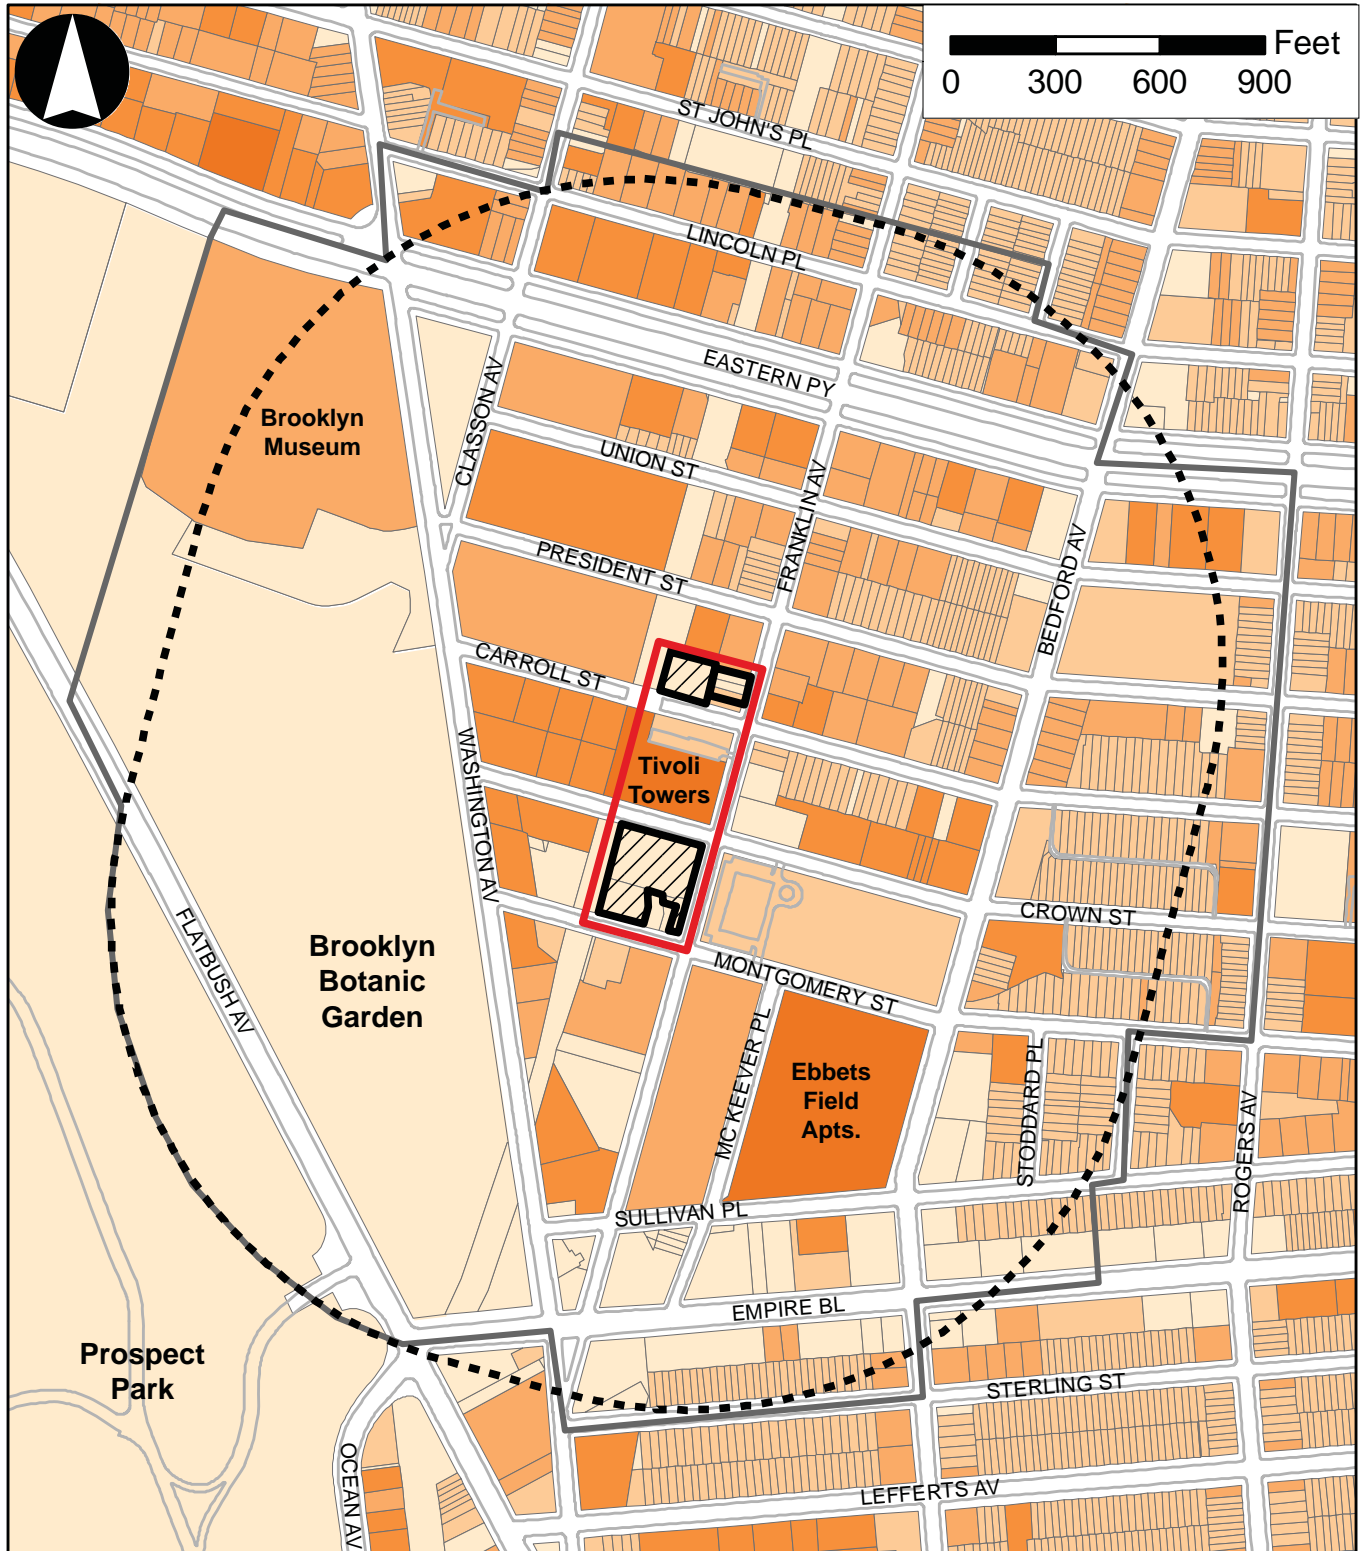 Feet
0 300 600 900
ST JOHN'S PL
LINCOLN PL
EASTERN PY
CLASSON AV
Brooklyn
Museum
UNION ST
FRANKLIN AV
PRESIDENT ST
BEDFORD AV
CARROLL ST
WASHINGTON AV
Tivoli
Towers
CROWN ST
FLATBUSH AV
Brooklyn
Botanic
Garden
MONTGOMERY ST
MC KEEVER PL
Ebbets
Field
Apts.
STODDARD PL
ROGERS AV
SULLIVAN PL
EMPIRE BL
Prospect
Park
STERLING ST
OCEAN AV
LEFFERTS AV